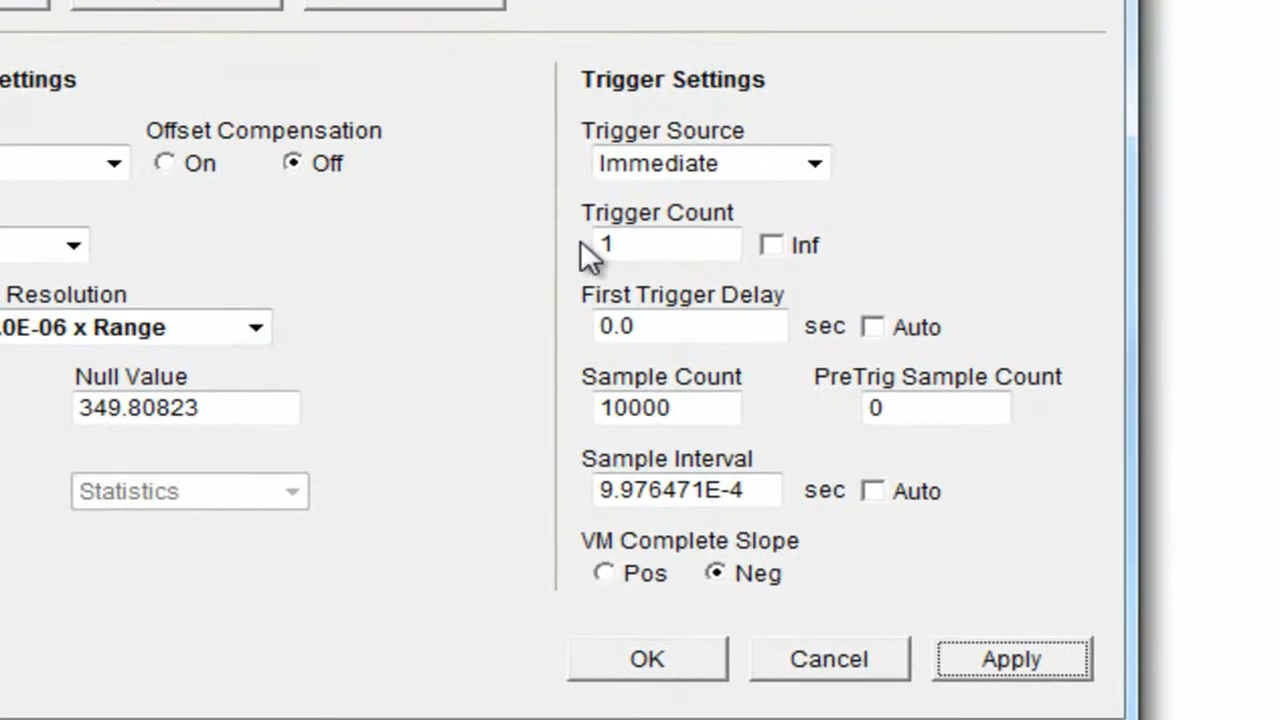 ettings
Offset Compensation
On Off
Resolution
.0E-06 x Range
Null Value
349.80823
Statistics
Trigger Settings
Trigger Source
Immediate
Trigger Count
1 Inf
First Trigger Delay
0.0 sec Auto
Sample Count PreTrig Sample Count
10000 0
Sample Interval
9.976471E-4 sec Auto
VM Complete Slope
Pos Neg
OK Cancel Apply